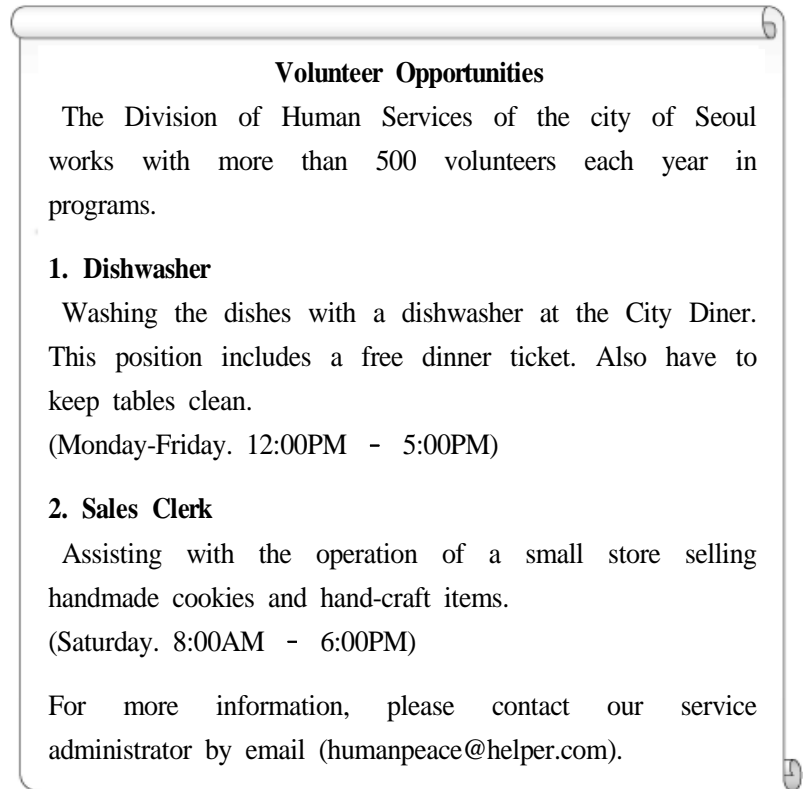 Volunteer Opportunities
The Division of Human Services of the city of Seoul
works with more than 500 volunteers each year in
programs.
1. Dishwasher
Washing the dishes with a dishwasher at the City Diner.
This position includes a free dinner ticket. Also have to
keep tables clean.
(Monday-Friday. 12:00PM - 5:00PM)
2. Sales Clerk
Assisting with the operation of a small store selling
handmade cookies and hand-craft items.
(Saturday. 8:00AM - 6:00PM)
For more information, please contact our service
administrator by email (humanpeace@helper.com).